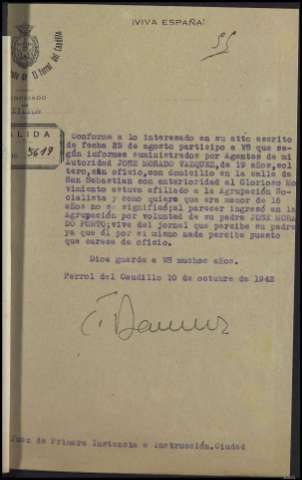 ¡VIVA ESPAÑA!
El Ferrol del Caudillo
SALIDA
5619
Conforme a lo interesado en su atto escrito
de fecha 25 de agosto participo a VS que se-
gún informes suministrados por Agentes de mi
Autoridad JOSE MORADO VAZQUEZ, de 19 años, sol
tero, sin oficio, con domicilio en la calle de
San Sebastian con anterioridad al Glorioso Mo
vimiento estuvo afiliado a la Agrupación So-
cialista y como quiera que era menor de 16
años no se significó,al parecer ingresó en la
Agrupación por voluntad de su padre JOSE MORA
DO PORTO; vive del jornal que percibe su padre
ya que él por si mismo nada percibe puesto
que carece de oficio.
Dios guarde a VS muchos años.
Ferrol del Caudillo 10 de octubre de 1942
Juez de Primera Instancia e Instrucción. Ciudad